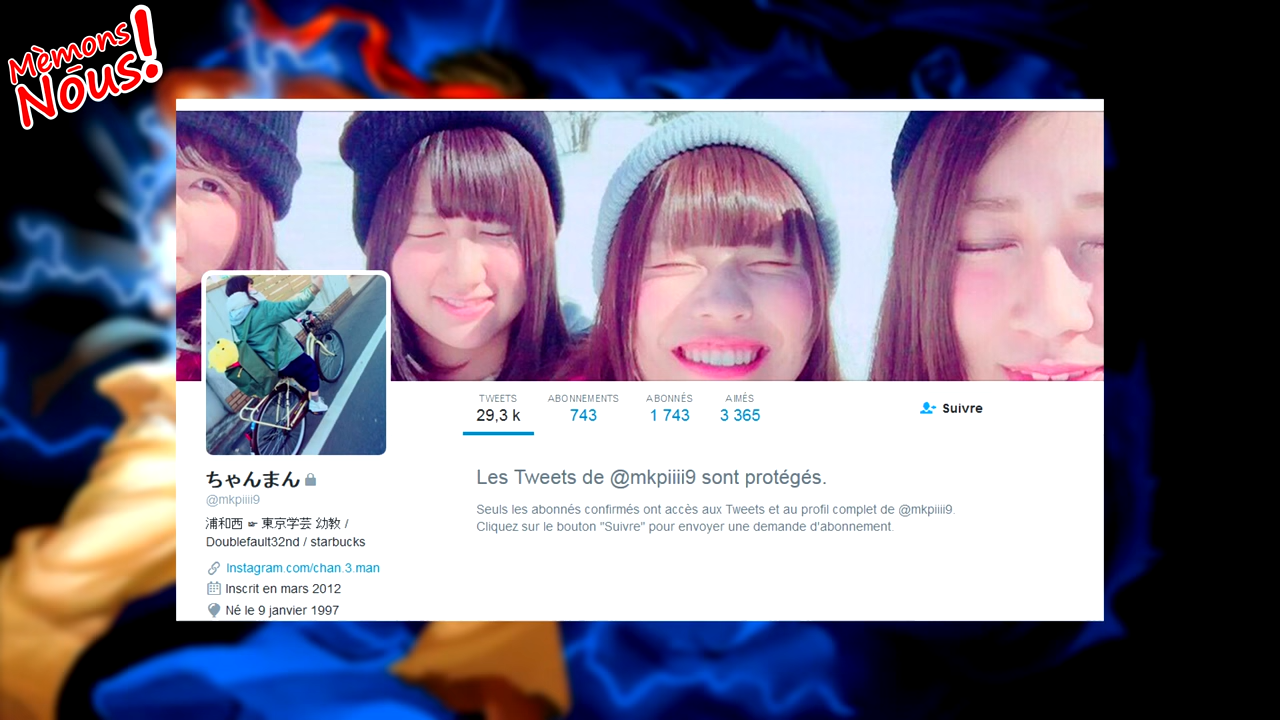 Mèmons
Nōus!
TWEETS
29,3 k
ABONNEMENTS
743
ABONNÉS
1 743
AIMÉS
3 365
Suivre
ちゃんまん
@mkpiiii9
浦和西 ☛ 東京学芸 幼教 /
Doublefault32nd / starbucks
Instagram.com/chan.3.man
Inscrit en mars 2012
Né le 9 janvier 1997
Les Tweets de @mkpiiii9 sont protégés.
Seuls les abonnés confirmés ont accès aux Tweets et au profil complet de @mkpiiii9.
Cliquez sur le bouton "Suivre" pour envoyer une demande d'abonnement.